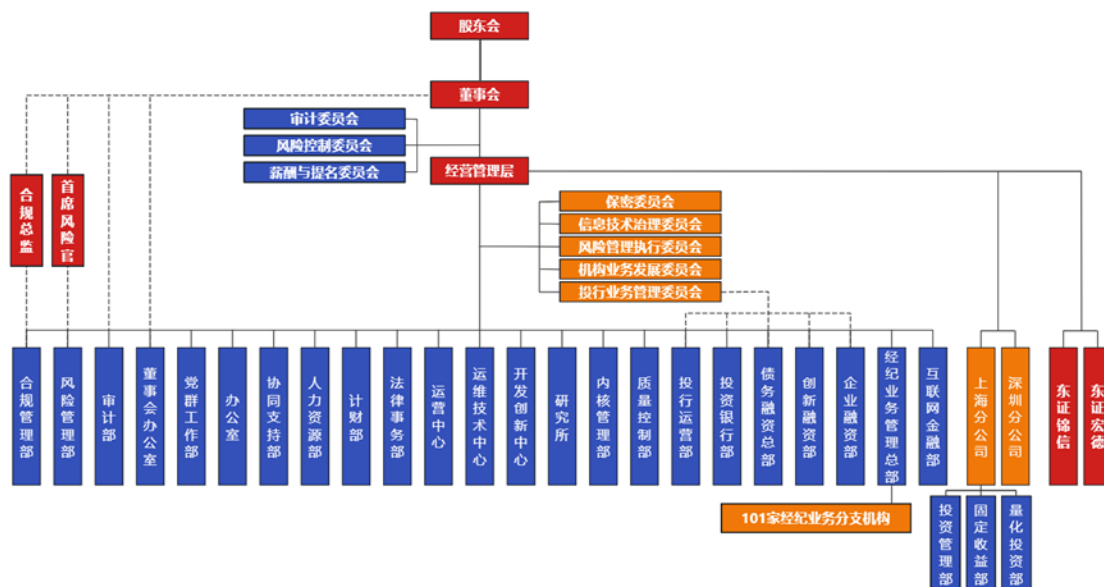 股东会
董事会
审计委员会
风险控制委员会
薪酬与提名委员会
经营管理层
合规总监
首席风险官
保密委员会
信息技术治理委员会
风险管理执行委员会
机构业务发展委员会
投行业务管理委员会
合规管理部
风险管理部
审计部
董事会办公室
党群工作部
办公室
协同支持部
人力资源部
计财部
法律事务部
运营中心
运维技术中心
开发创新中心
研究所
内核管理部
质量控制部
投行运营部
投资银行部
债务融资总部
创新融资部
企业融资部
经纪业务管理总部
互联网金融部
上海分公司
深圳分公司
东证锦信
东证宏德
101家经纪业务分支机构
投资管理部
固定收益部
量化投资部